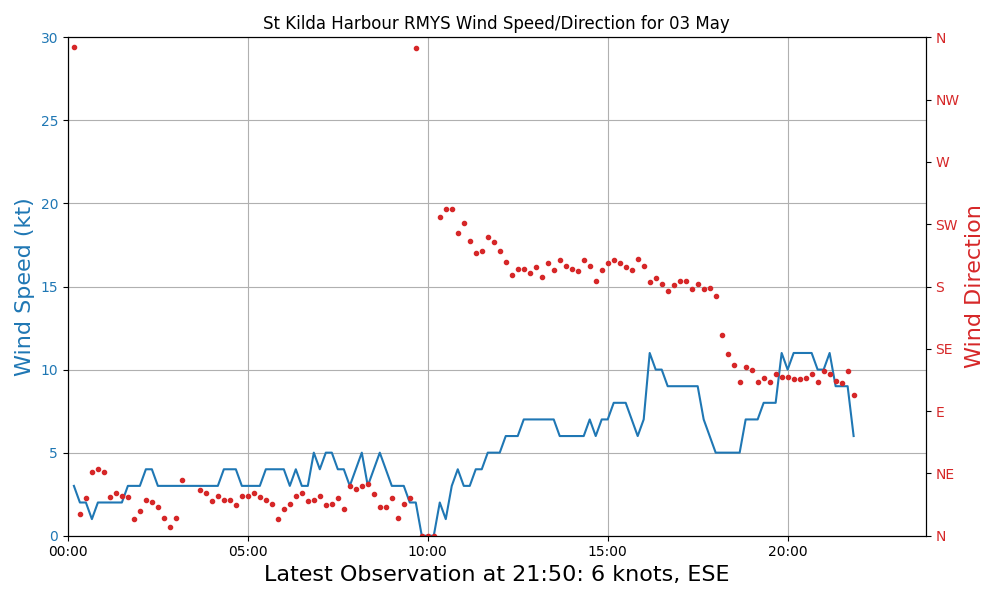 St Kilda Harbour RMYS Wind Speed/Direction for 03 May
30
25
20
15
10
5
0
Wind Speed (kt)
N
NW
W
SW
S
SE
E
NE
N
Wind Direction
00:00 05:00 10:00 15:00 20:00
Latest Observation at 21:50: 6 knots, ESE